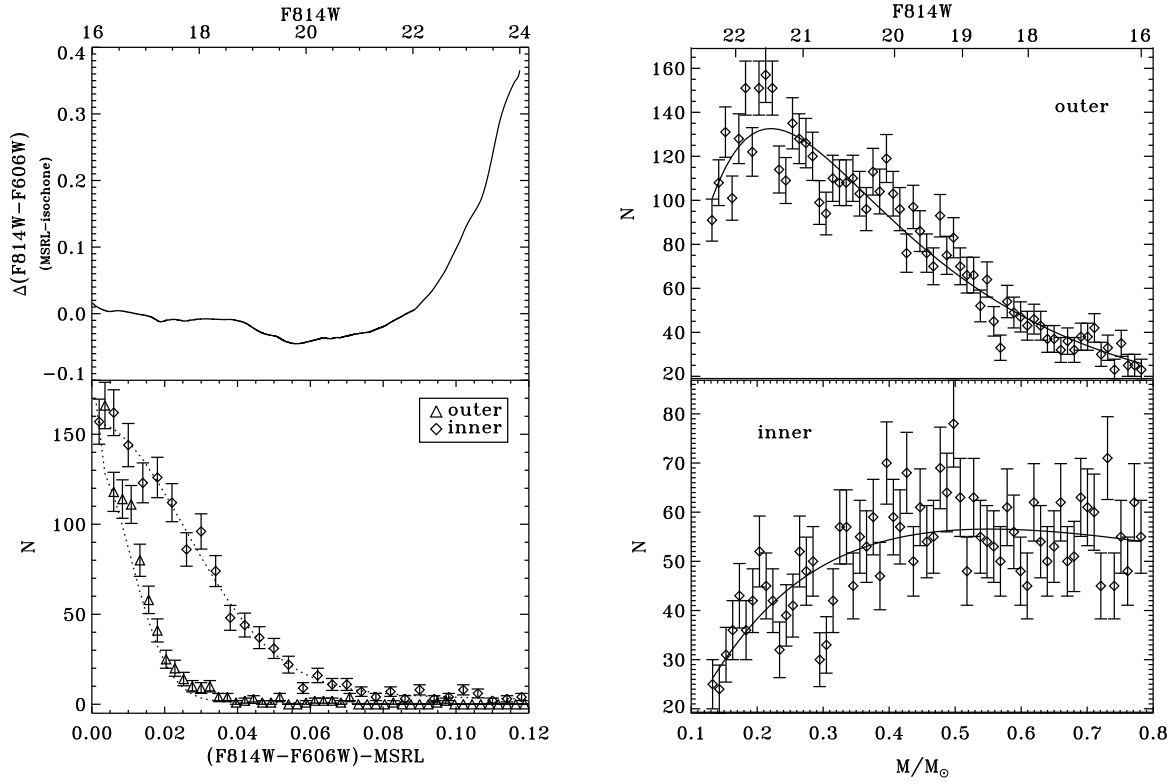 F814W
16 18 20 22 24
0.4
0.3
0.2
0.1
0.0
−0.1
Δ(F814W−F606W)
(MSRL−isochone)
150
100
50
0
N
△ outer
◇ inner
0.00 0.02 0.04 0.06 0.08 0.10 0.12
(F814W−F606W)−MSRL
F814W
22 21 20 19 18 16
160
140
120
100
80
60
40
20
N
outer
80
70
60
50
40
30
20
N
inner
0.1 0.2 0.3 0.4 0.5 0.6 0.7 0.8
M/M☉